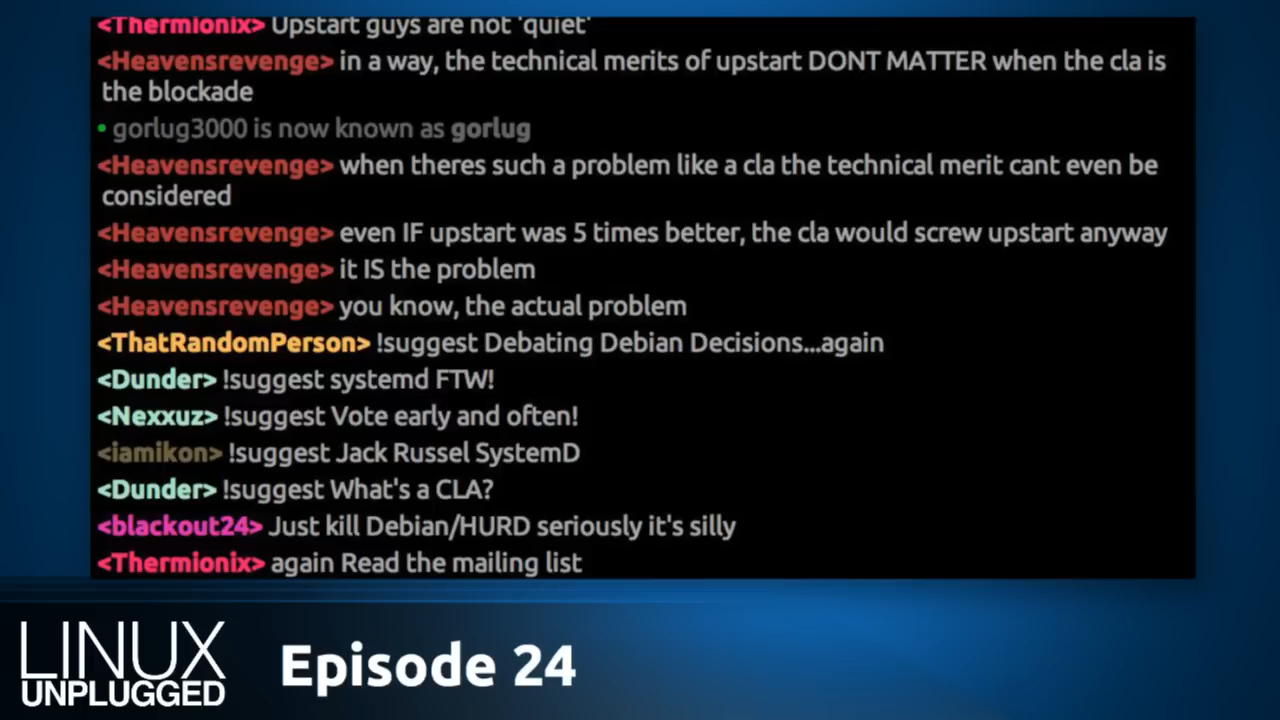 <Thermionix> Upstart guys are not 'quiet'
<Heavensrevenge> in a way, the technical merits of upstart DONT MATTER when the cla is
the blockade
• gorlug3000 is now known as gorlug
<Heavensrevenge> when theres such a problem like a cla the technical merit cant even be
considered
<Heavensrevenge> even IF upstart was 5 times better, the cla would screw upstart anyway
<Heavensrevenge> it IS the problem
<Heavensrevenge> you know, the actual problem
<ThatRandomPerson> !suggest Debating Debian Decisions...again
<Dunder> !suggest systemd FTW!
<Nexxuz> !suggest Vote early and often!
<iamikon> !suggest Jack Russel SystemD
<Dunder> !suggest What's a CLA?
<blackout24> Just kill Debian/HURD seriously it's silly
<Thermionix> again Read the mailing list
LINUX
UNPLUGGED
Episode 24